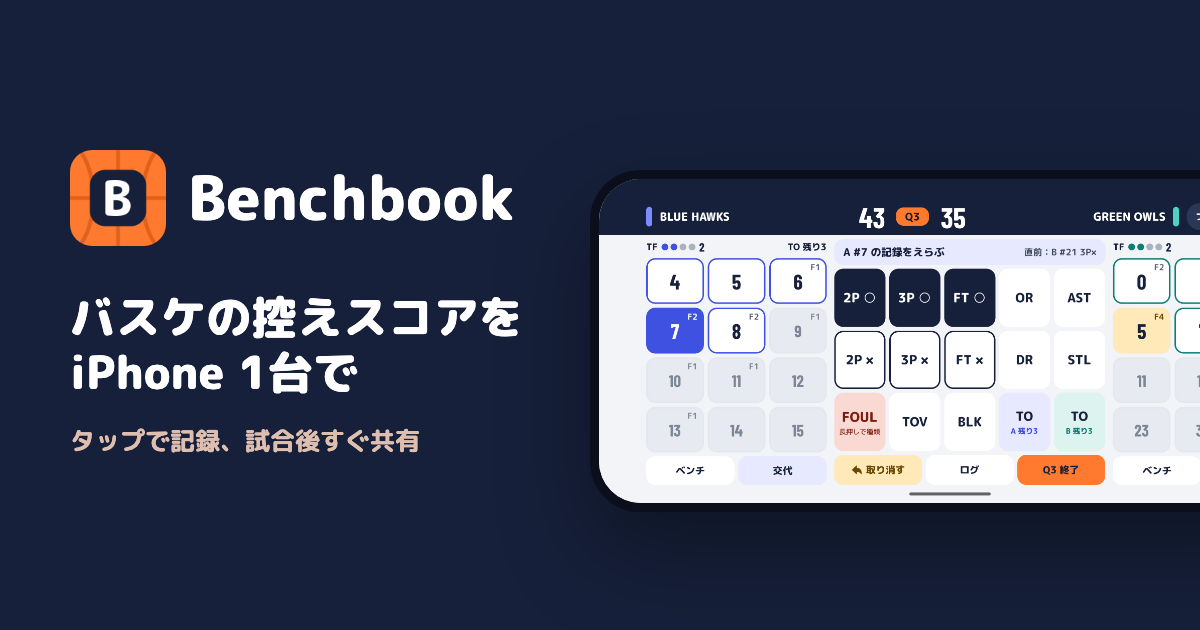 B
Benchbook
バスケの控えスコアを
iPhone 1台で
タップで記録、試合後すぐ共有
BLUE HAWKS
43 Q3 35
GREEN OWLS
TF 2
TO 残り3
4
5
6 F1
7 F2
8 F2
9 F1
10 F1
11 F1
12
13 F1
14
15
ベンチ
交代
A #7 の記録をえらぶ
直前：B #21 3P×
2P ○
3P ○
FT ○
OR
AST
2P ×
3P ×
FT ×
DR
STL
FOUL
長押しで種類
TOV
BLK
TO
A 残り3
TO
B 残り3
取り消す
ログ
Q3 終了
TF 2
0 F2
5 F4
11
23
ベンチ